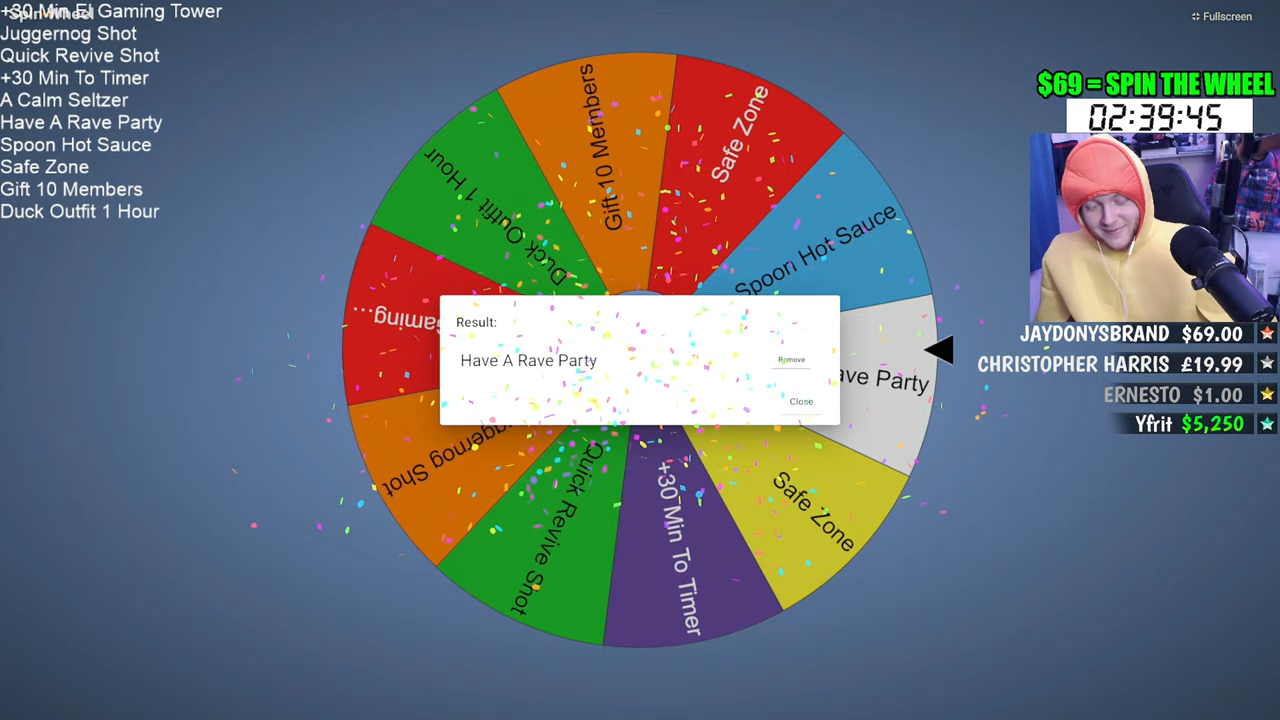 +30 Min El Gaming Tower
Spin Wheel
Juggernog Shot
Quick Revive Shot
+30 Min To Timer
A Calm Seltzer
Have A Rave Party
Spoon Hot Sauce
Safe Zone
Gift 10 Members
Duck Outfit 1 Hour
Fullscreen
$69 = SPIN THE WHEEL
02:39:45
JAYDONYSBRAND $69.00
CHRISTOPHER HARRIS £19.99
ERNESTO $1.00
Yfrit $5,250
Gift 10 Members
Safe Zone
Spoon Hot Sauce
ave Party
Safe Zone
+30 Min To Timer
Quick Revive Shot
Juggernog Shot
Gaming...
Duck Outfit 1 Hour
Result:
Have A Rave Party
Remove
Close